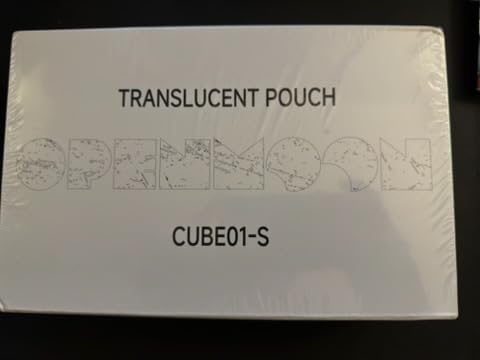 TRANSLUCENT POUCH
OPENMOON
CUBE01-S